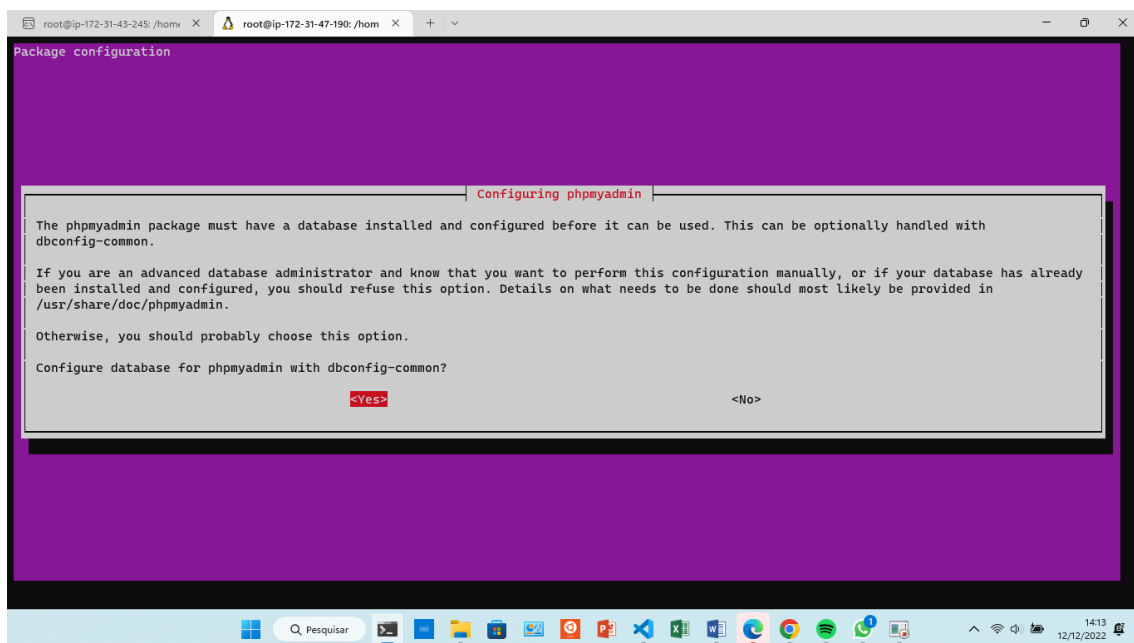 root@ip-172-31-43-245: /home
root@ip-172-31-47-190: /hom
Package configuration
Configuring phpmyadmin
The phpmyadmin package must have a database installed and configured before it can be used. This can be optionally handled with
dbconfig-common.
If you are an advanced database administrator and know that you want to perform this configuration manually, or if your database has already
been installed and configured, you should refuse this option. Details on what needs to be done should most likely be provided in
/usr/share/doc/phpmyadmin.
Otherwise, you should probably choose this option.
Configure database for phpmyadmin with dbconfig-common?
<Yes> <No>
Pesquisar
1
14:13
12/12/2022